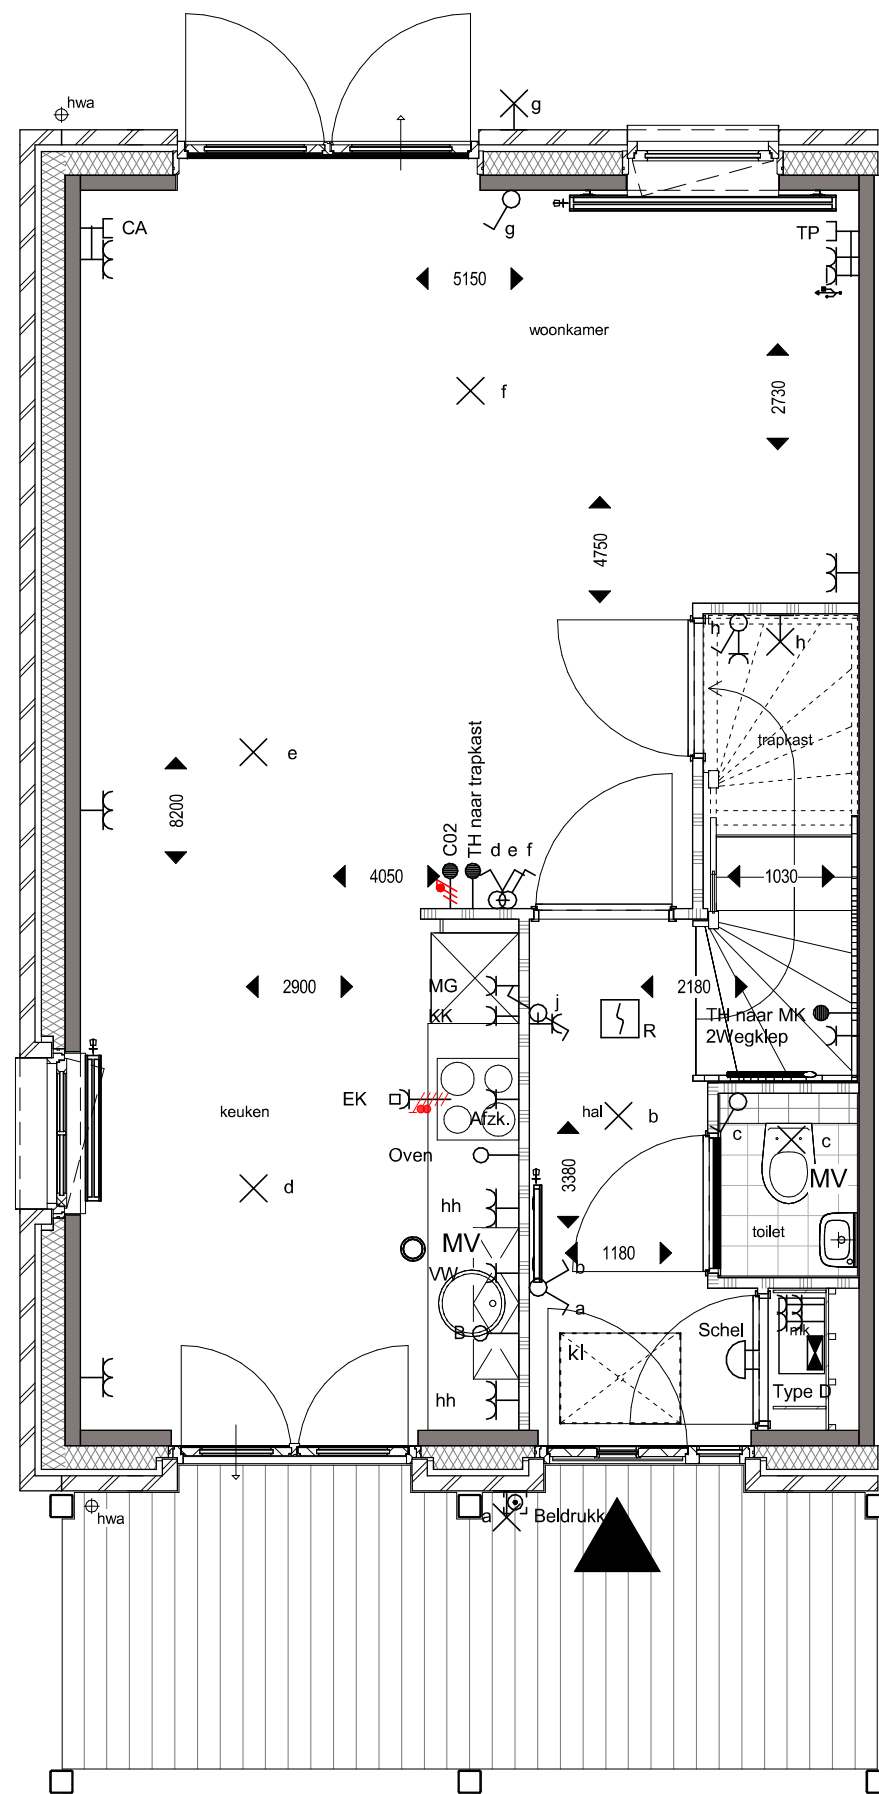 hwa
g
CA
g
TP
5150
woonkamer
2730
f
4750
h
h
trapkast
e
8200
C02
TH naar trapkast
d e f
4050
1030
MG
2900
2180
j
KK
R
TH naar MK
2Wegklep
EK
keuken
Afzk.
hal
b
c
c
Oven
3380
MV
d
hh
toilet
MV
1180
b
VW
a
B
Schel
mk
kl
Type D
hh
a
Beldrukk
hwa